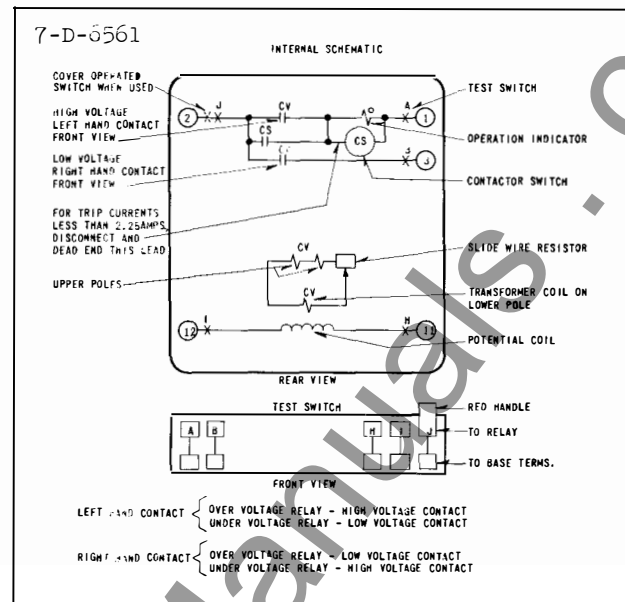 7-D-6561
INTERNAL SCHEMATIC
COVER OPERATED
SWITCH WHEN USED
J
CV
A
TEST SWITCH
2
1
HIGH VOLTAGE
LEFT HAND CONTACT
FRONT VIEW
OPERATION INDICATOR
CS
CS
LOW VOLTAGE
RIGHT HAND CONTACT
FRONT VIEW
3
CONTACTOR SWITCH
FOR TRIP CURRENTS
LESS THAN 2.25AMPS,
DISCONNECT AND
DEAD END THIS LEAD
CV
SLIDE WIRE RESISTOR
UPPER POLES
CV
TRANSFORMER COIL ON
LOWER POLE
12
I
H
11
POTENTIAL COIL
REAR VIEW
TEST SWITCH
RED HANDLE
A B H I J
TO RELAY
TO BASE TERMS.
FRONT VIEW
LEFT HAND CONTACT
OVER VOLTAGE RELAY - HIGH VOLTAGE CONTACT
UNDER VOLTAGE RELAY - LOW VOLTAGE CONTACT
RIGHT HAND CONTACT
OVER VOLTAGE RELAY - LOW VOLTAGE CONTACT
UNDER VOLTAGE RELAY - HIGH VOLTAGE CONTACT